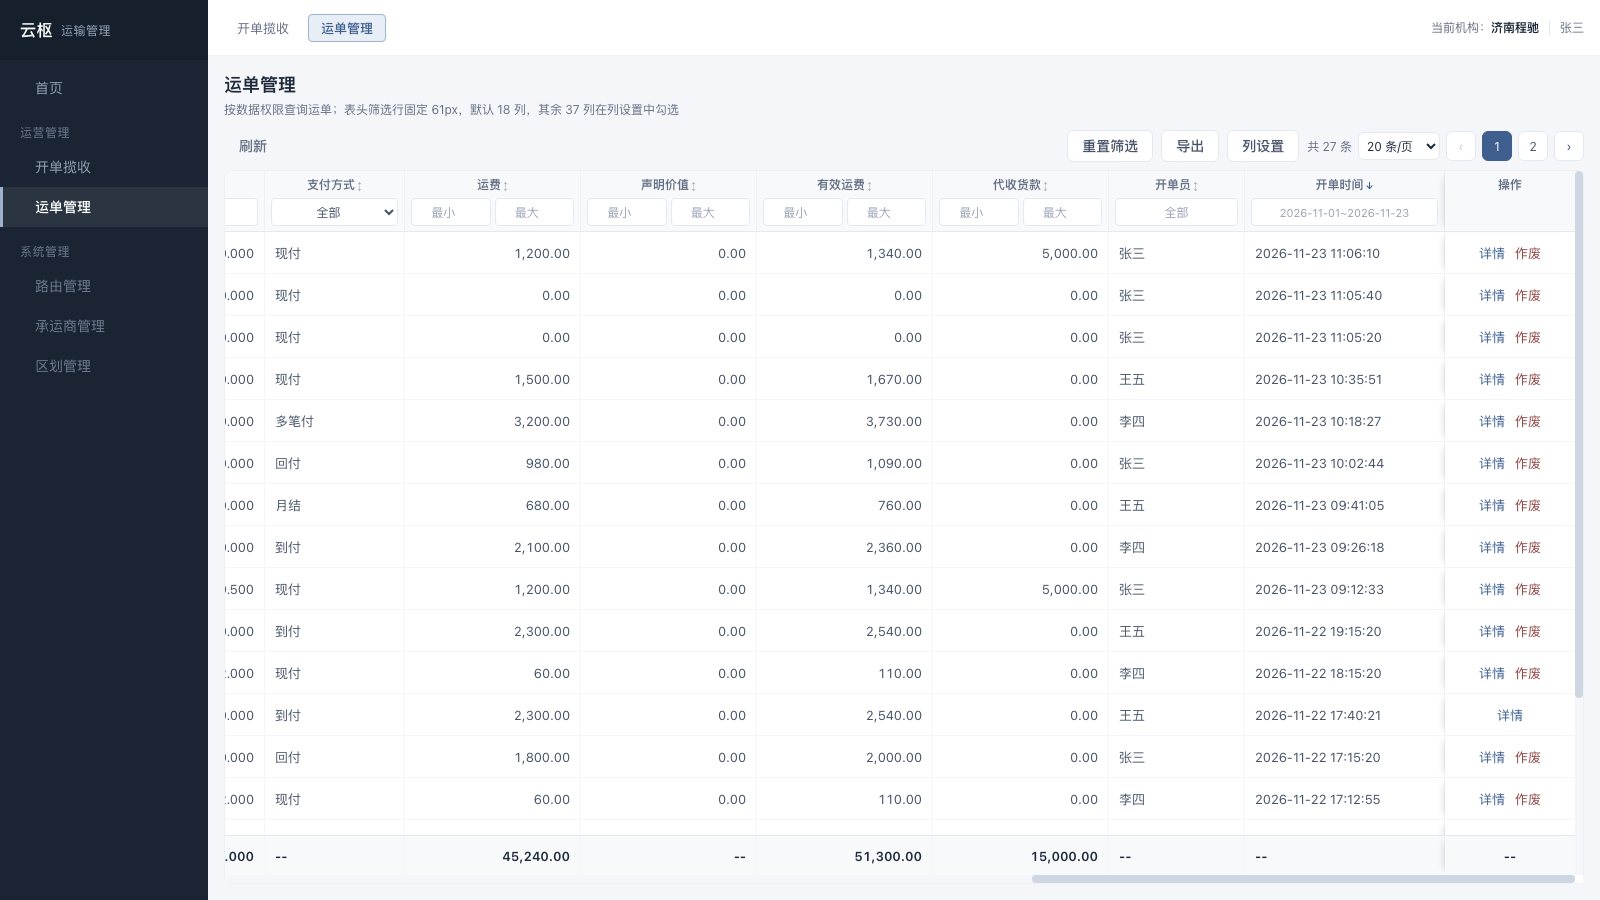 云枢 运输管理
首页
运营管理
开单揽收
运单管理
系统管理
路由管理
承运商管理
区划管理
开单揽收 运单管理
当前机构: 济南程驰 张三
运单管理
按数据权限查询运单；表头筛选行固定 61px，默认 18 列，其余 37 列在列设置中勾选
刷新 重置筛选 导出 列设置 共 27 条 20 条/页 ‹ 1 2 ›
支付方式↕ 运费↕ 声明价值↕ 有效运费↕ 代收货款↕ 开单员↕ 开单时间↓ 操作
全部 最小 最大 最小 最大 最小 最大 最小 最大 全部 2026-11-01~2026-11-23
.000 现付 1,200.00 0.00 1,340.00 5,000.00 张三 2026-11-23 11:06:10 详情 作废
.000 现付 0.00 0.00 0.00 0.00 张三 2026-11-23 11:05:40 详情 作废
.000 现付 0.00 0.00 0.00 0.00 张三 2026-11-23 11:05:20 详情 作废
.000 现付 1,500.00 0.00 1,670.00 0.00 王五 2026-11-23 10:35:51 详情 作废
.000 多笔付 3,200.00 0.00 3,730.00 0.00 李四 2026-11-23 10:18:27 详情 作废
.000 回付 980.00 0.00 1,090.00 0.00 张三 2026-11-23 10:02:44 详情 作废
.000 月结 680.00 0.00 760.00 0.00 王五 2026-11-23 09:41:05 详情 作废
.000 到付 2,100.00 0.00 2,360.00 0.00 李四 2026-11-23 09:26:18 详情 作废
.500 现付 1,200.00 0.00 1,340.00 5,000.00 张三 2026-11-23 09:12:33 详情 作废
.000 到付 2,300.00 0.00 2,540.00 0.00 王五 2026-11-22 19:15:20 详情 作废
.000 现付 60.00 0.00 110.00 0.00 李四 2026-11-22 18:15:20 详情 作废
.000 到付 2,300.00 0.00 2,540.00 0.00 王五 2026-11-22 17:40:21 详情
.000 回付 1,800.00 0.00 2,000.00 0.00 张三 2026-11-22 17:15:20 详情 作废
.000 现付 60.00 0.00 110.00 0.00 李四 2026-11-22 17:12:55 详情 作废
.000 -- 45,240.00 -- 51,300.00 15,000.00 -- -- --